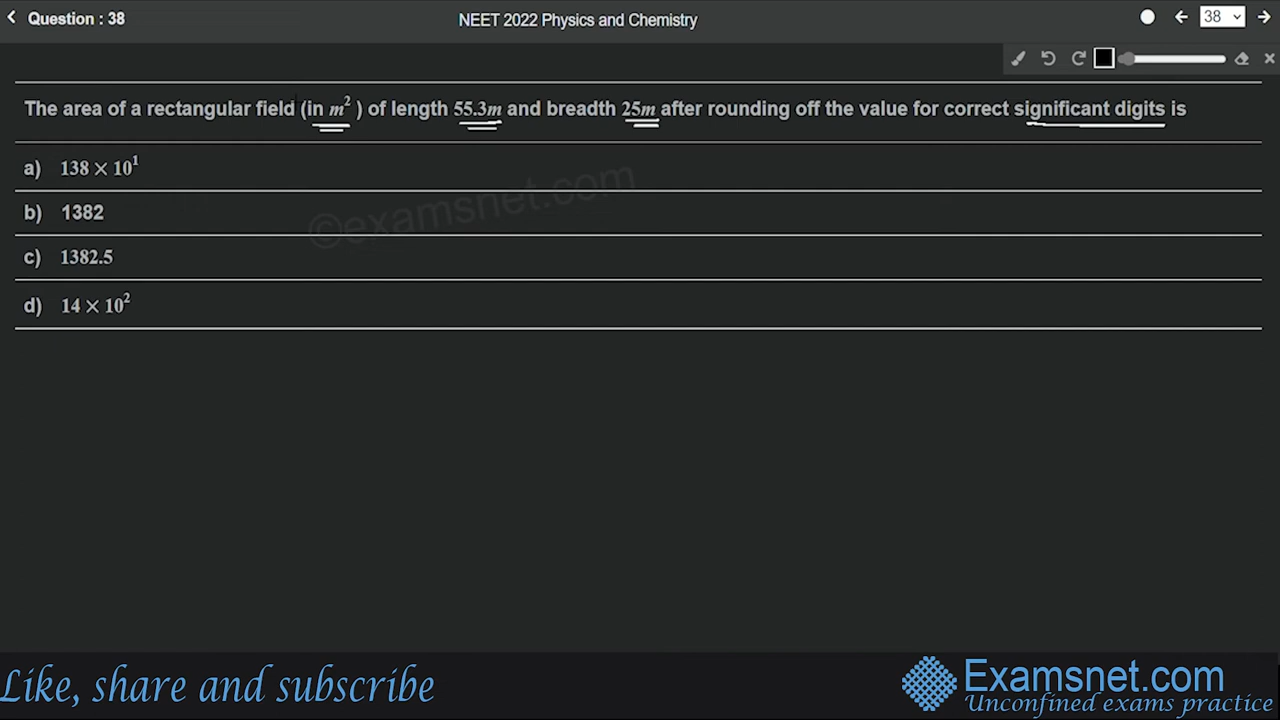 Question : 38
NEET 2022 Physics and Chemistry
38
The area of a rectangular field (in m² ) of length 55.3m and breadth 25m after rounding off the value for correct significant digits is
a) 138 × 10¹
©examsnet.com
b) 1382
c) 1382.5
d) 14 × 10²
Like, share and subscribe
Examsnet.com
Unconfined exams practice